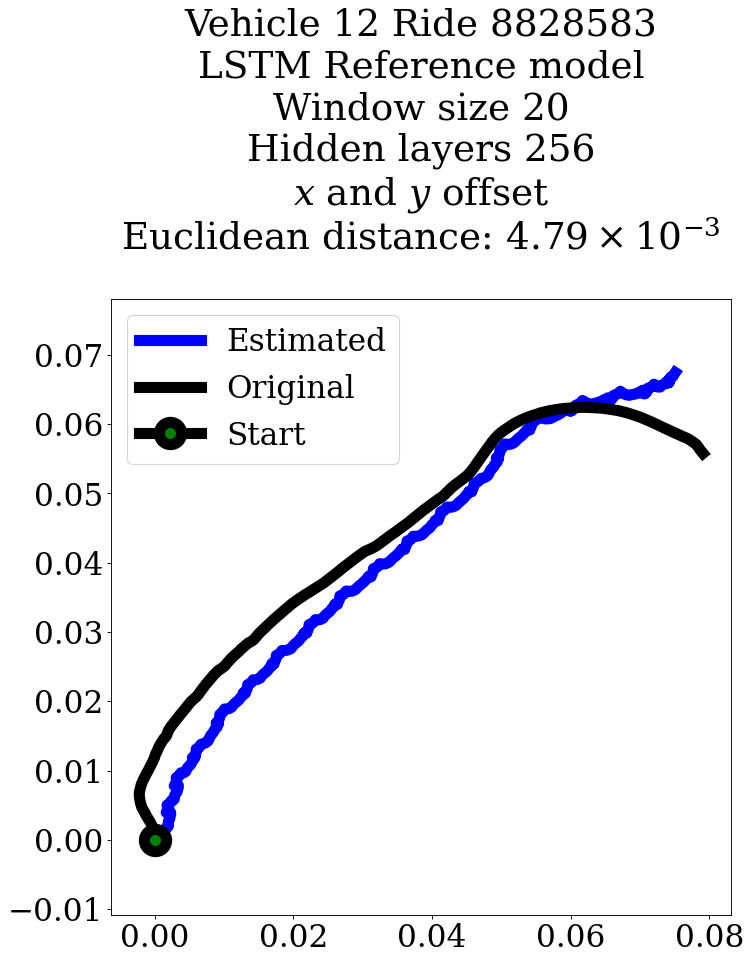 Vehicle 12 Ride 8828583
LSTM Reference model
Window size 20
Hidden layers 256
x and y offset
Euclidean distance: 4.79 × 10⁻³
Estimated
Original
Start
0.07
0.06
0.05
0.04
0.03
0.02
0.01
0.00
−0.01
0.00 0.02 0.04 0.06 0.08